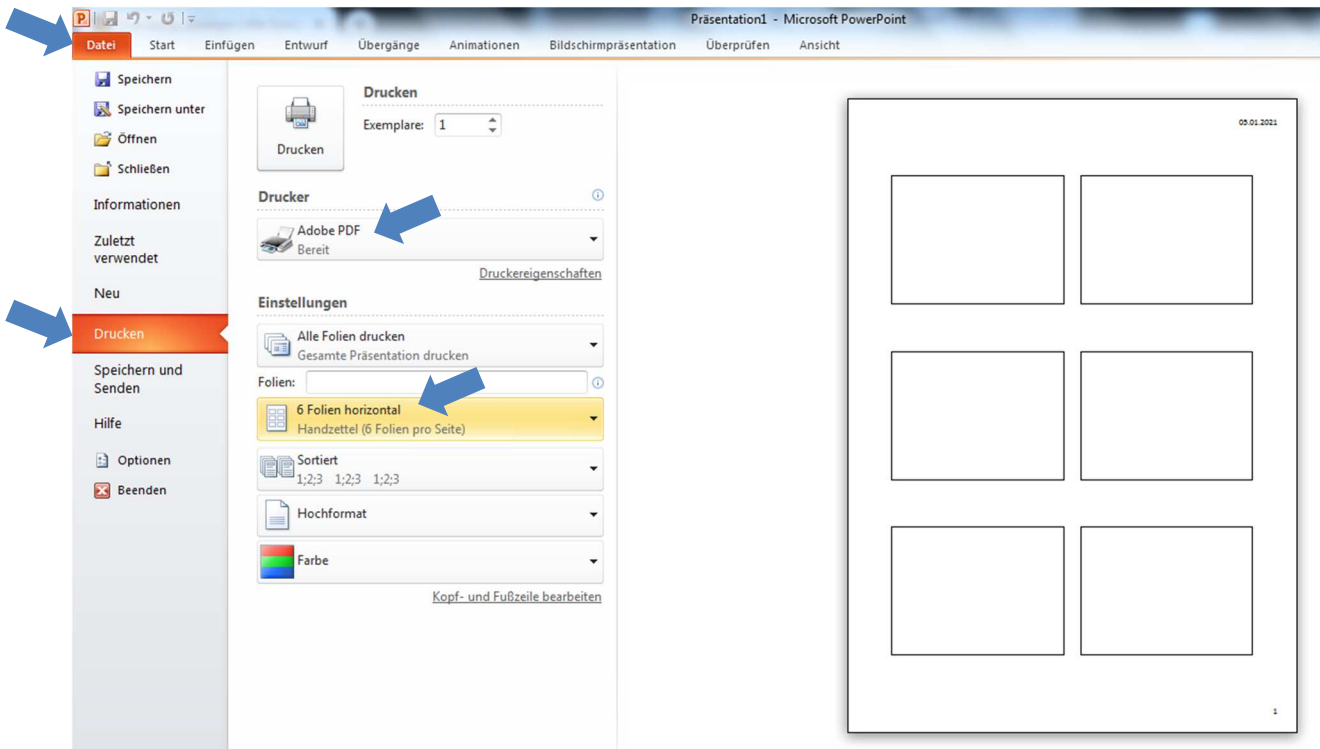 Präsentation1 - Microsoft PowerPoint
Datei Start Einfügen Entwurf Übergänge Animationen Bildschirmpräsentation Überprüfen Ansicht
Speichern
Speichern unter
Öffnen
Schließen
Informationen
Zuletzt
verwendet
Neu
Drucken
Speichern und
Senden
Hilfe
Optionen
Beenden
Drucken
Drucken
Exemplare: 1
Drucker
Adobe PDF
Bereit
Druckereigenschaften
Einstellungen
Alle Folien drucken
Gesamte Präsentation drucken
Folien:
6 Folien horizontal
Handzettel (6 Folien pro Seite)
Sortiert
1;2;3 1;2;3 1;2;3
Hochformat
Farbe
Kopf- und Fußzeile bearbeiten
05.01.2021
1